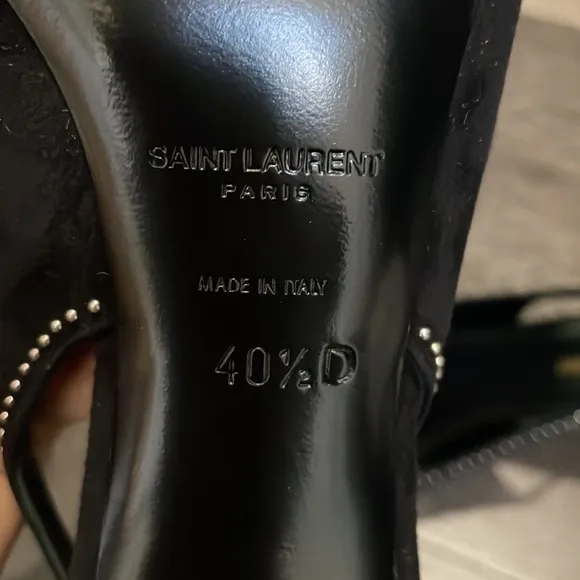 SAINT LAURENT
PARIS
MADE IN ITALY
40½D